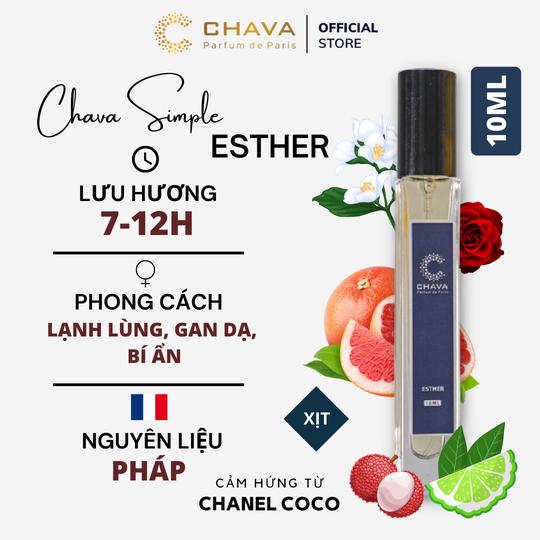 CHAVA
Parfum de Paris
OFFICIAL
STORE
10ML
Chava Simple
ESTHER
LƯU HƯƠNG
7-12H
PHONG CÁCH
LẠNH LÙNG, GAN DẠ,
BÍ ẨN
NGUYÊN LIỆU
PHÁP
XỊT
CẢM HỨNG TỪ
CHANEL COCO
CHAVA
Parfum de Paris
ESTHER
10ML